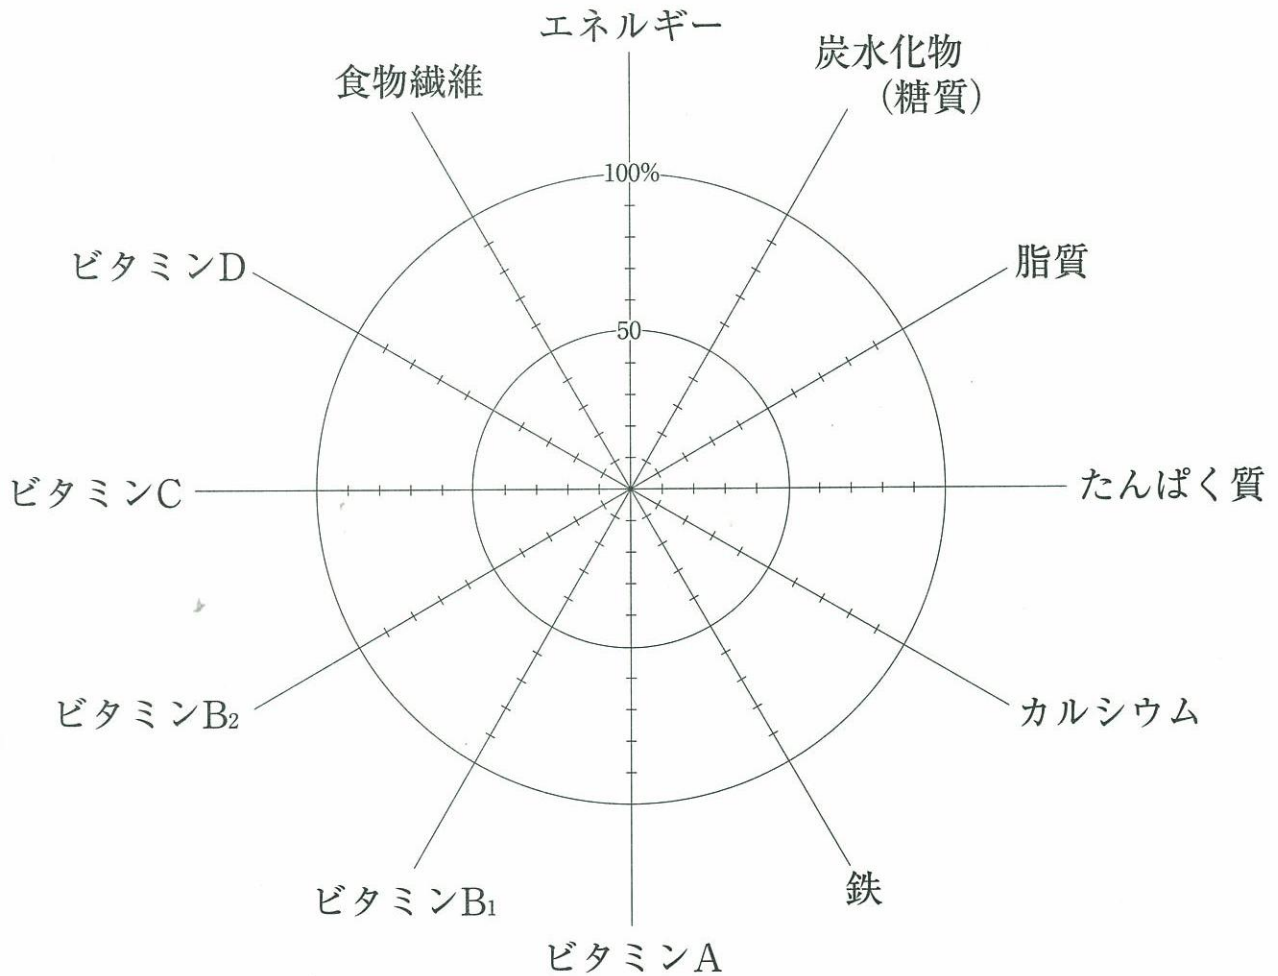 エネルギー
炭水化物
(糖質)
食物繊維
100%
脂質
ビタミンD
50
たんぱく質
ビタミンC
カルシウム
ビタミンB₂
鉄
ビタミンB₁
ビタミンA